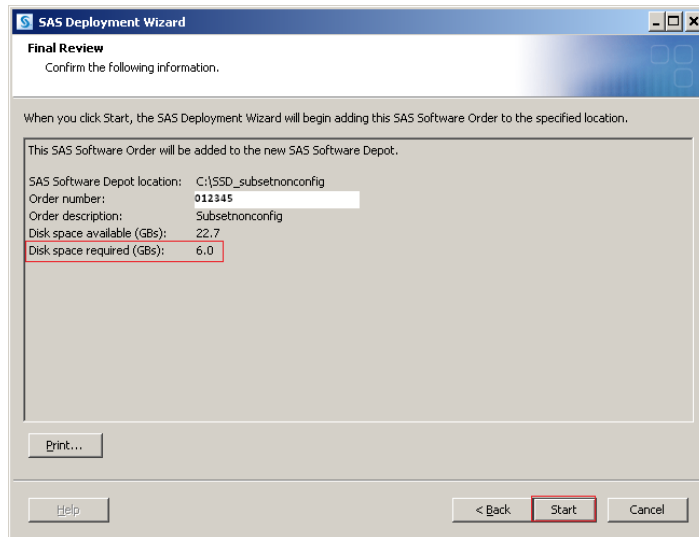 SAS Deployment Wizard
Final Review
Confirm the following information.
When you click Start, the SAS Deployment Wizard will begin adding this SAS Software Order to the specified location.
This SAS Software Order will be added to the new SAS Software Depot.
SAS Software Depot location: C:\SSD_subsetnonconfig
Order number: 012345
Order description: Subsetnonconfig
Disk space available (GBs): 22.7
Disk space required (GBs): 6.0
Print...
Help
< Back
Start
Cancel